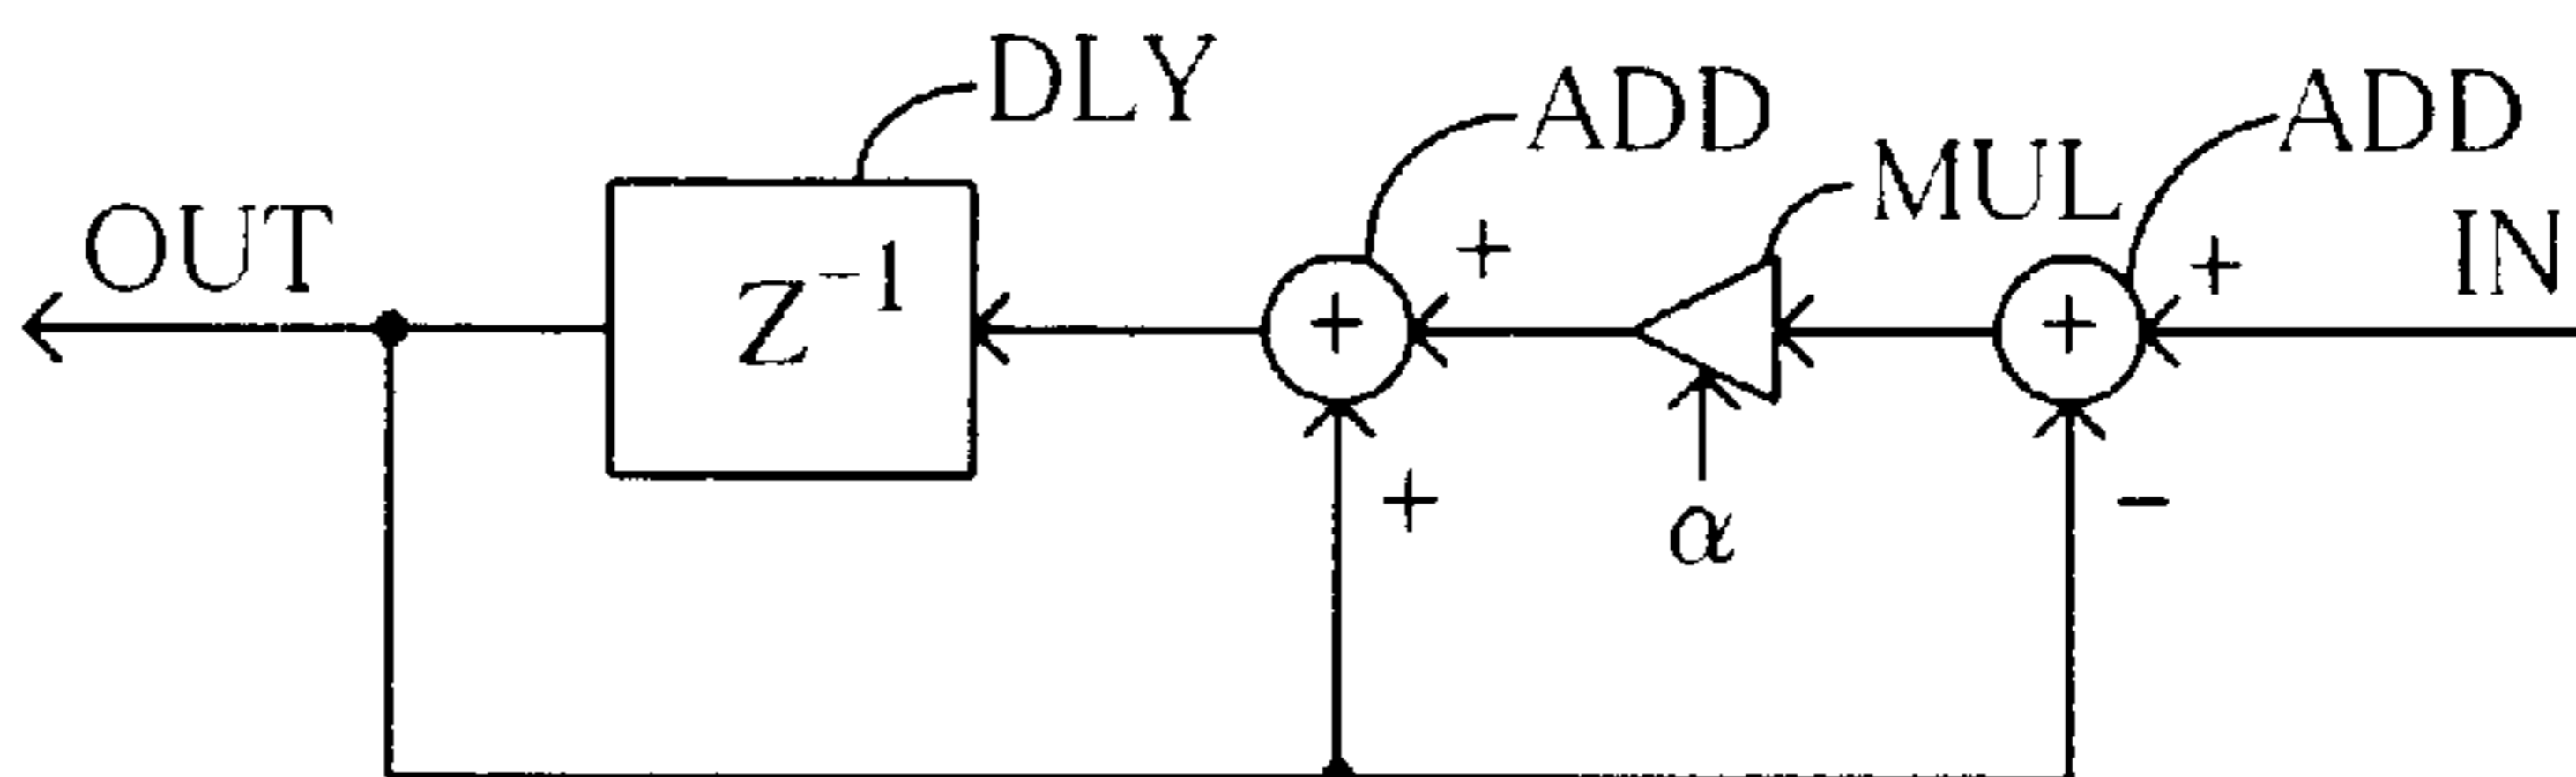 DLY
ADD
ADD
MUL
OUT
IN
+
+
Z⁻¹
+
+
+
-
α